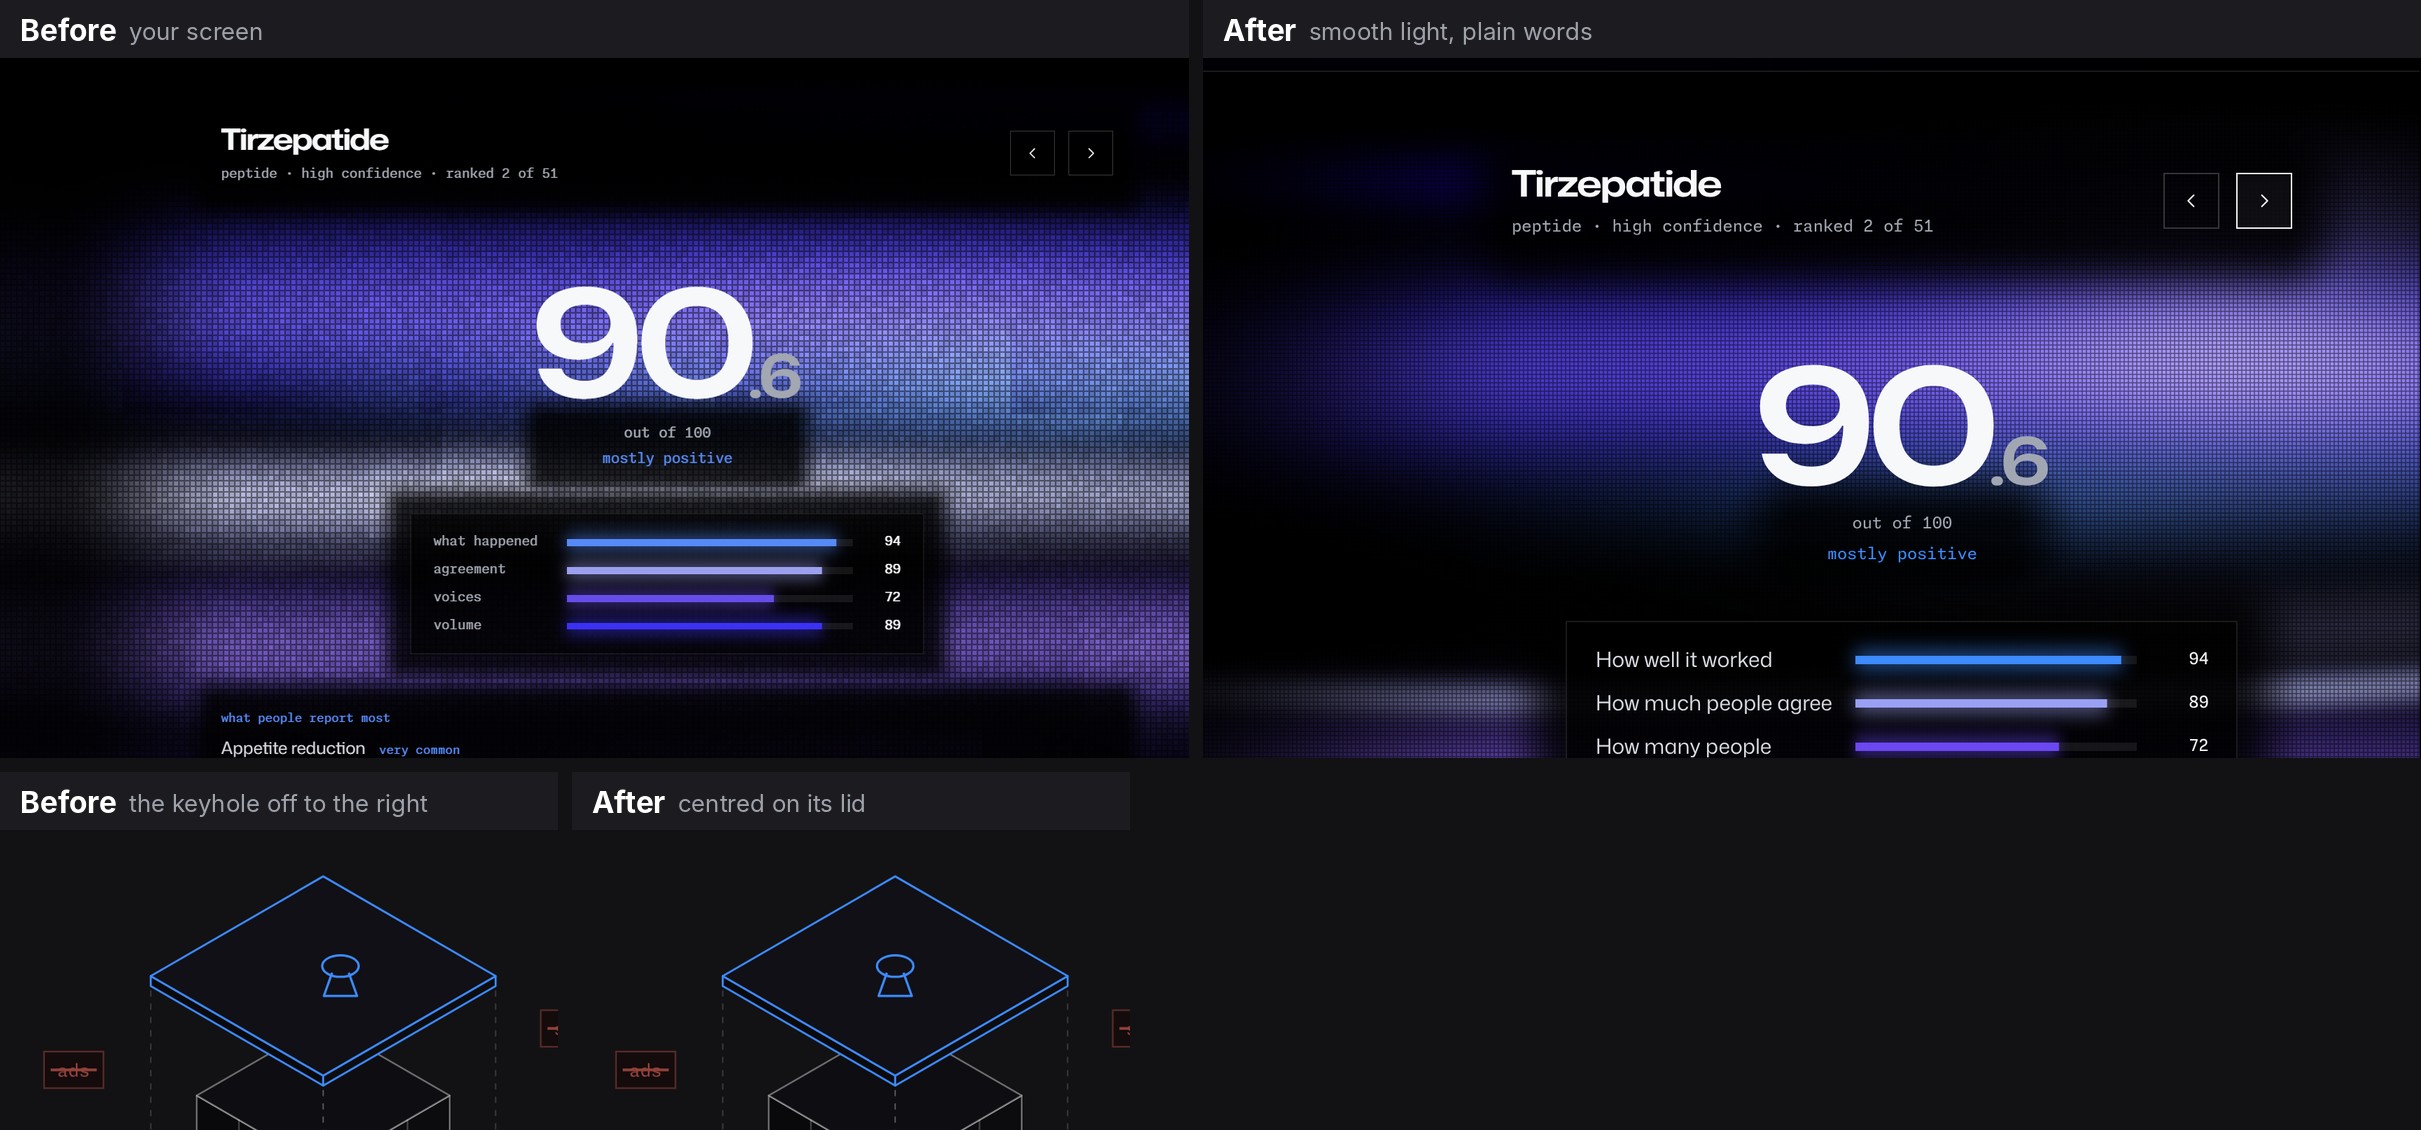 Before your screen
Tirzepatide
peptide · high confidence · ranked 2 of 51
90.6
out of 100
mostly positive
what happened 94
agreement 89
voices 72
volume 89
what people report most
Appetite reduction very common
After smooth light, plain words
Tirzepatide
peptide · high confidence · ranked 2 of 51
90.6
out of 100
mostly positive
How well it worked 94
How much people agree 89
How many people 72
Before the keyhole off to the right
ads
After centred on its lid
ads